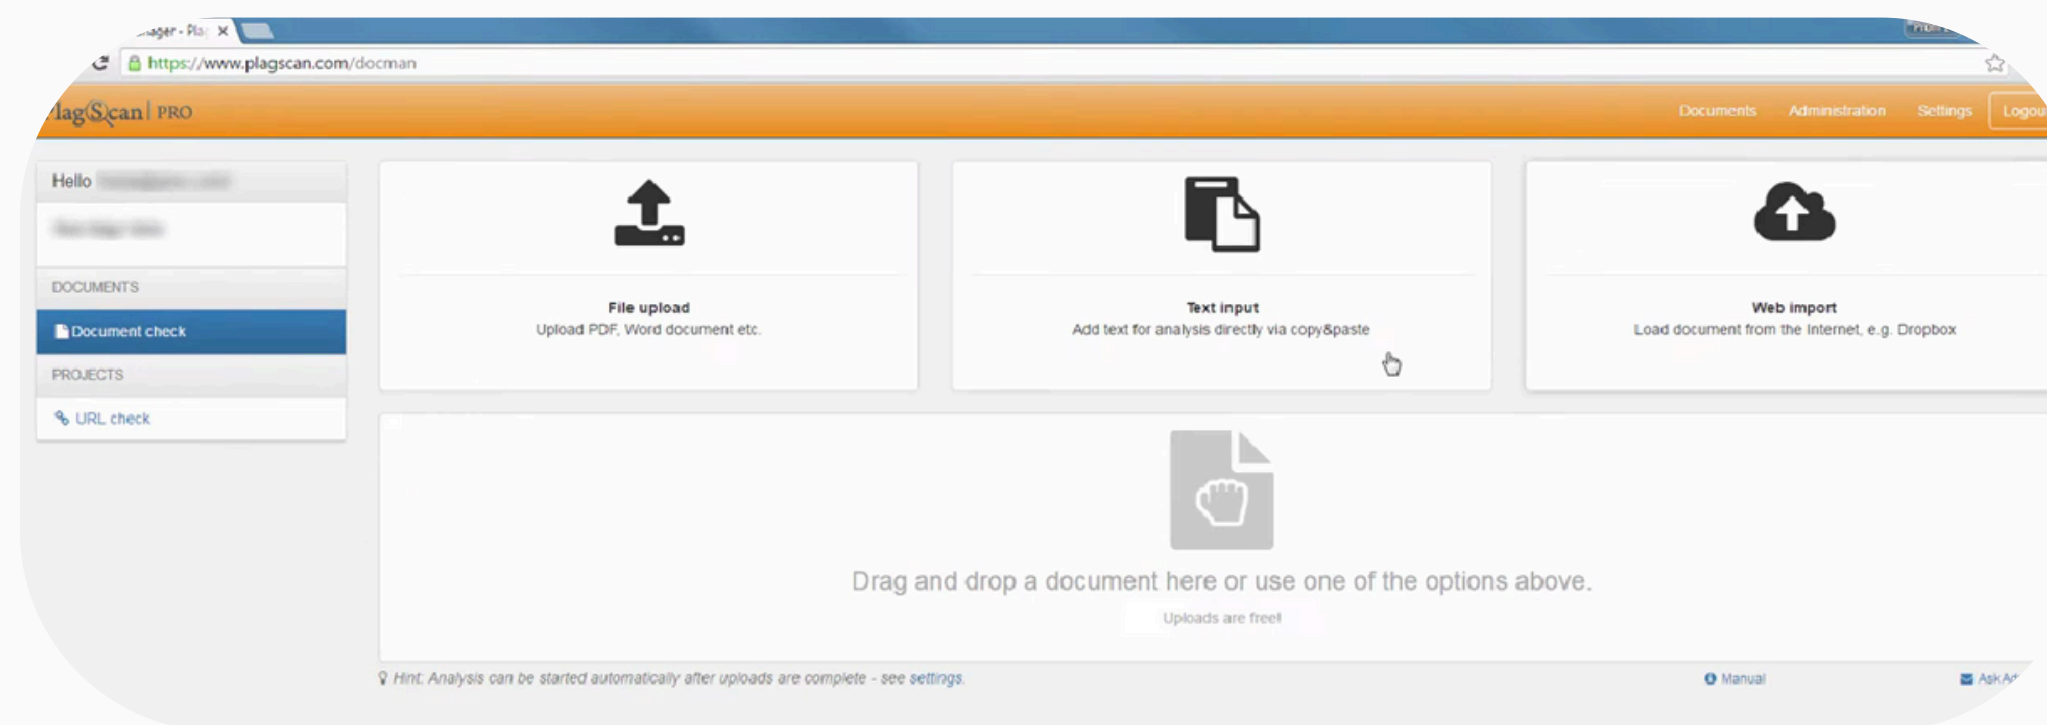 https://www.plagscan.com/docman
PRO
Documents
Administration
Settings
Hello
DOCUMENTS
Document check
PROJECTS
URL check
File upload
Upload PDF, Word document etc.
Text input
Add text for analysis directly via copy&paste
Web import
Load document from the Internet, e.g. Dropbox
Drag and drop a document here or use one of the options above.
Uploads are free!!
Hint: Analysis can be started automatically after uploads are complete - see settings.
Manual
Ask